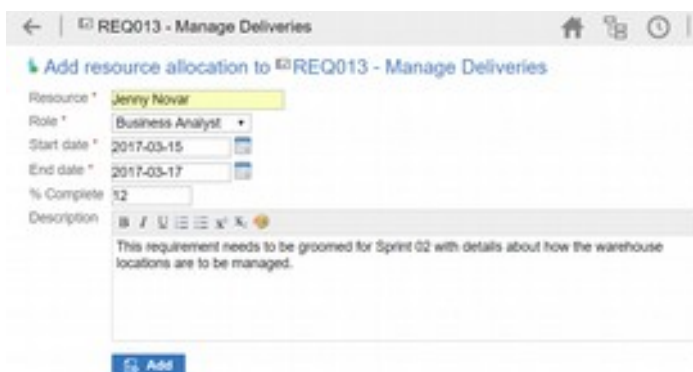 REQ013 - Manage Deliveries
Add resource allocation to REQ013 - Manage Deliveries
Resource * Jenny Novar
Role * Business Analyst
Start date * 2017-03-15
End date * 2017-03-17
% Complete 12
Description B I U x² X₂
This requirement needs to be groomed for Sprint 02 with details about how the warehouse
locations are to be managed.
Add